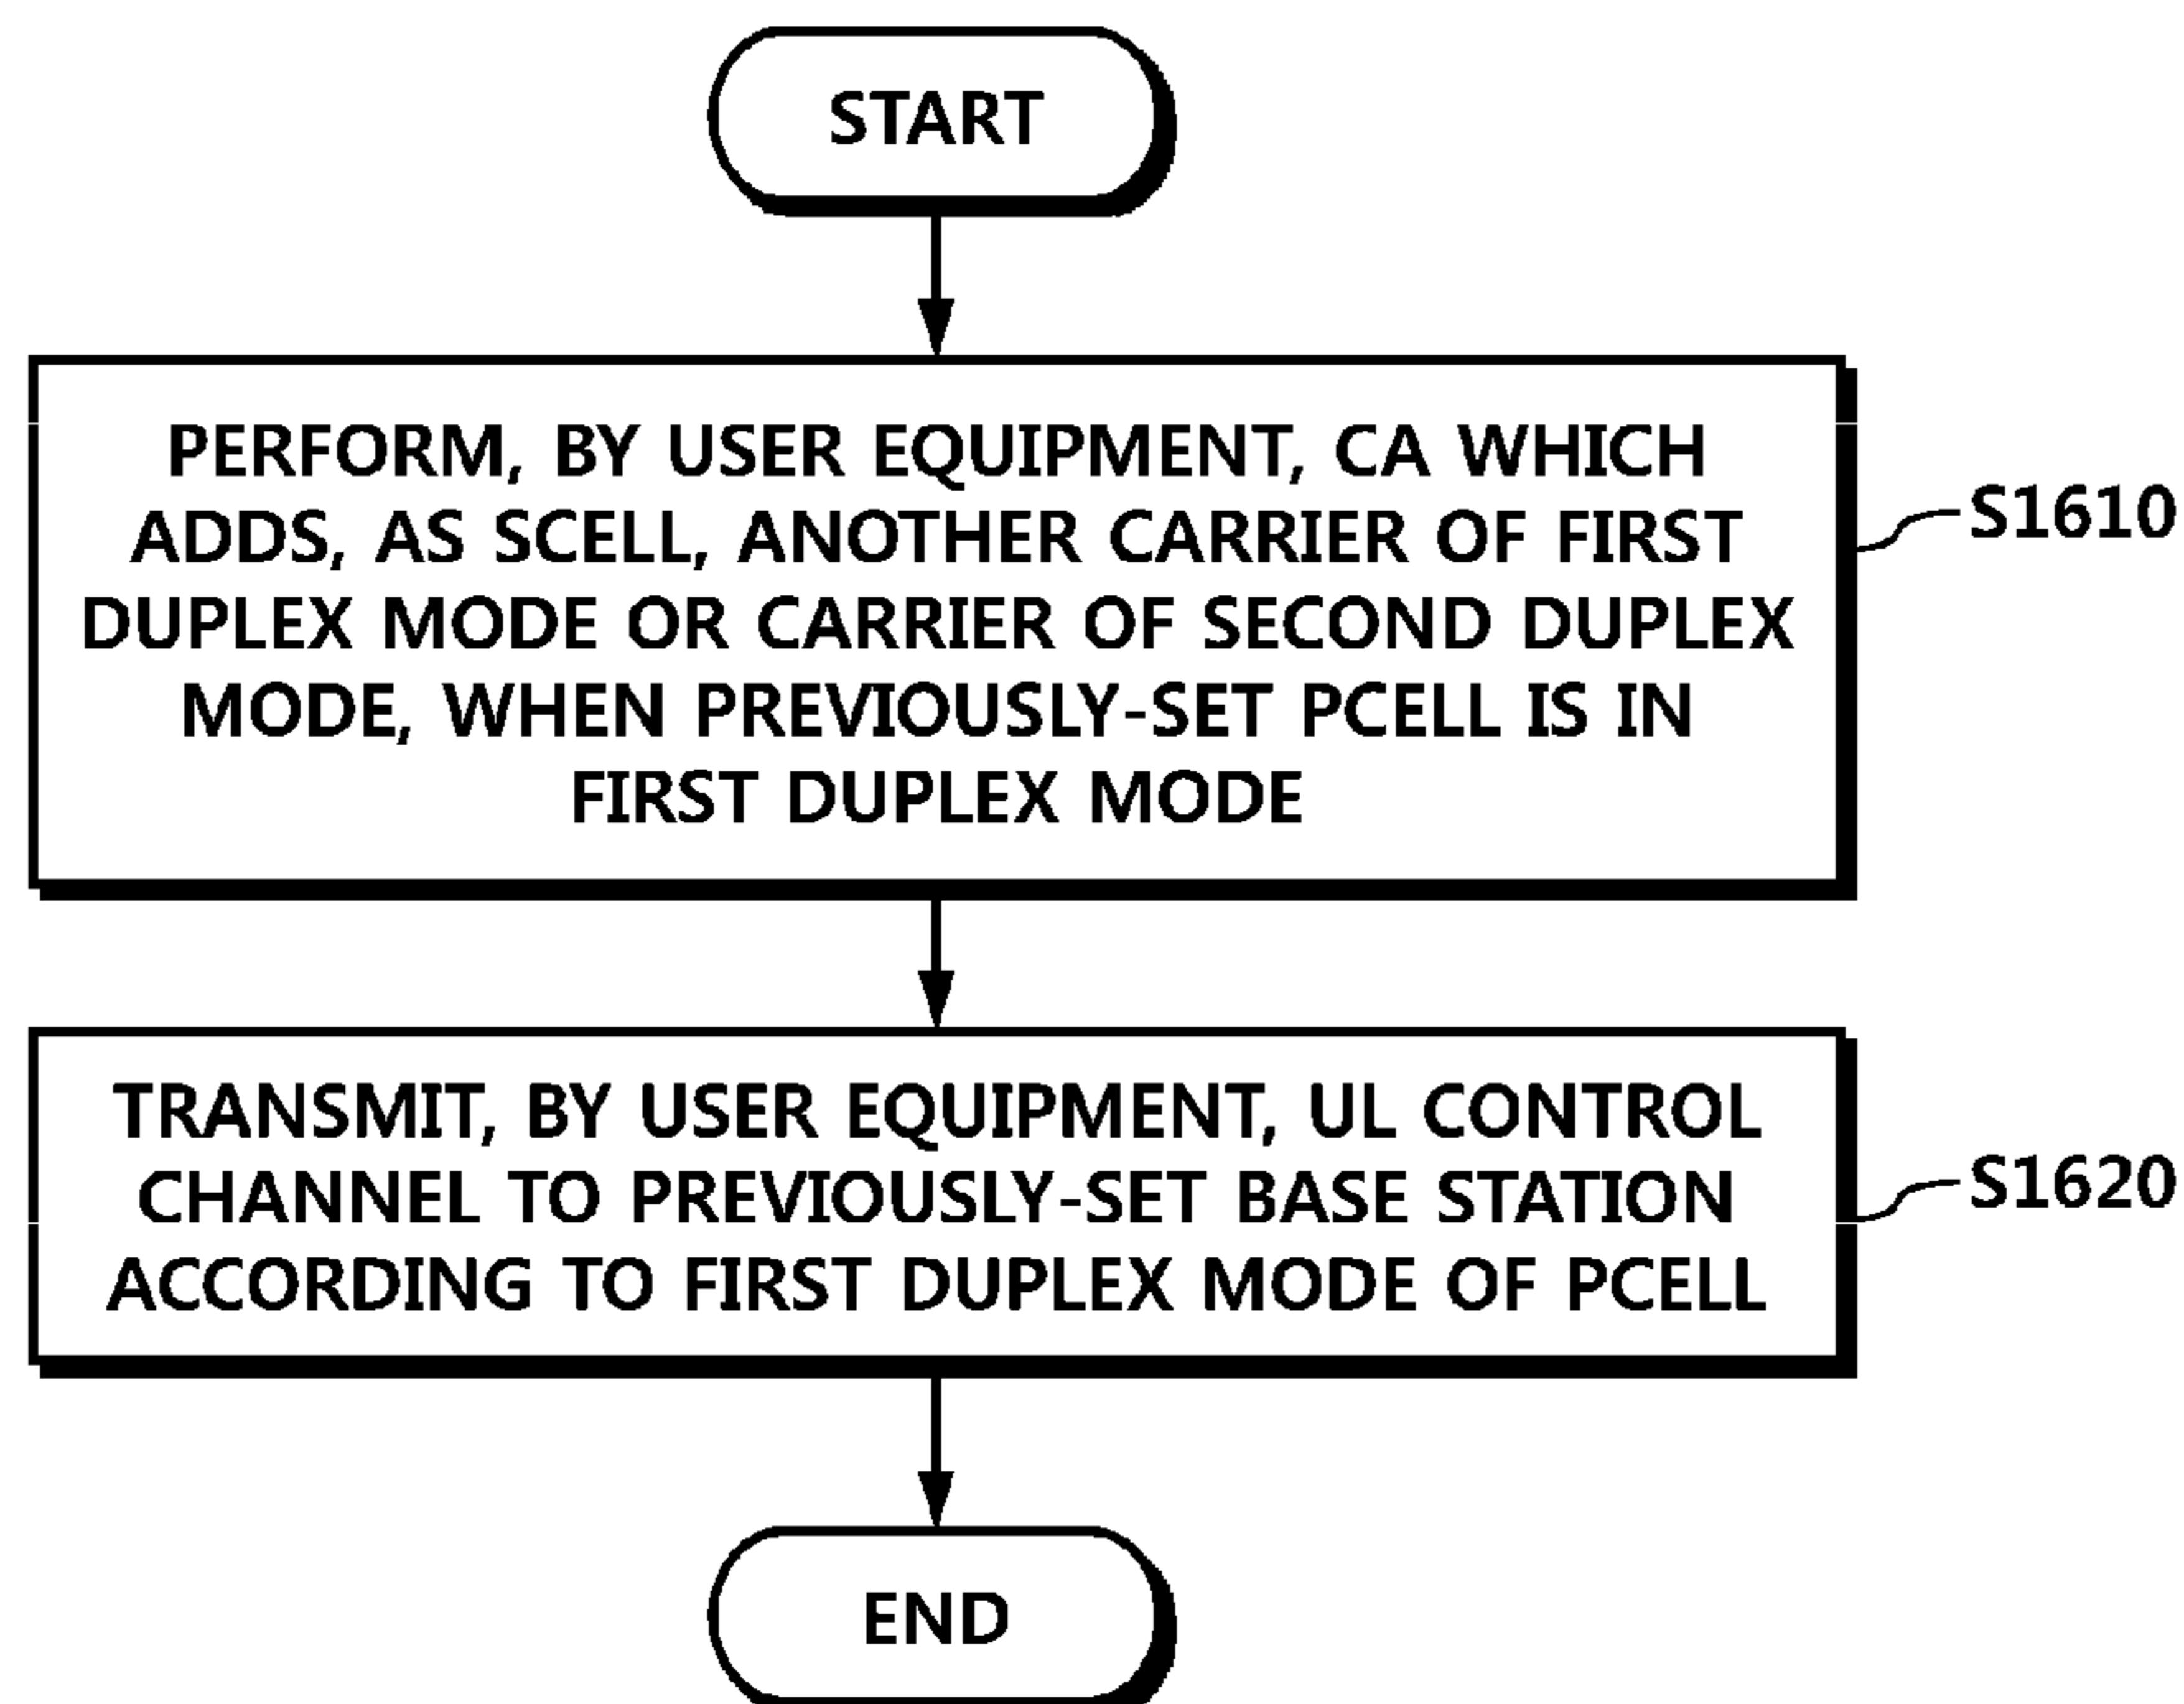 START
PERFORM, BY USER EQUIPMENT, CA WHICH
ADDS, AS SCELL, ANOTHER CARRIER OF FIRST
DUPLEX MODE OR CARRIER OF SECOND DUPLEX
MODE, WHEN PREVIOUSLY-SET PCELL IS IN
FIRST DUPLEX MODE
S1610
TRANSMIT, BY USER EQUIPMENT, UL CONTROL
CHANNEL TO PREVIOUSLY-SET BASE STATION
ACCORDING TO FIRST DUPLEX MODE OF PCELL
S1620
END